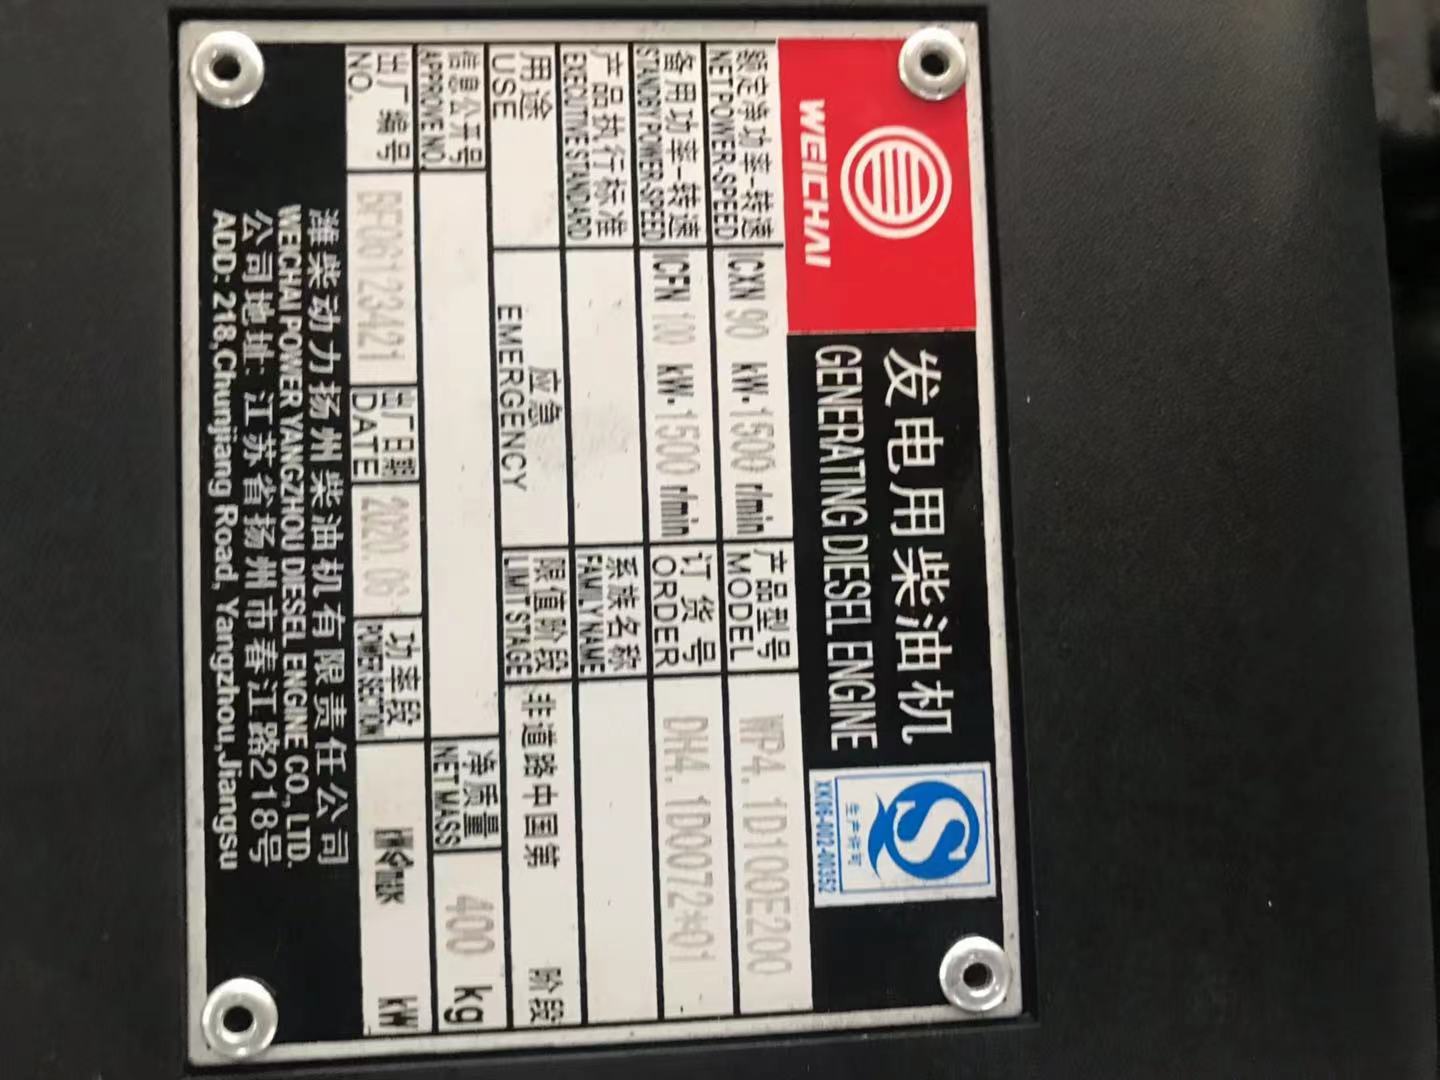 WEICHAI
发电用柴油机
GENERATING DIESEL ENGINE
生产许可
XK06-002-00352
额定净功率-转速 ICXN 90 kW·1500 r/min 产品型号 WP4.1D100E200
NET POWER-SPEED MODEL
备用功率-转速 ICFN 100 kW·1500 r/min 订货号 DH4.1D0072*01
STANDBY POWER-SPEED ORDER
产品执行标准 系族名称
EXECUTIVE STANDARD FAMILY NAME
用途 应急 限值阶段 非道路中国第 阶段
USE EMERGENCY LIMIT STAGE
信息公开号 净质量 400 kg
APPROVE NO. NET MASS
出厂编号 BF06123421 出厂日期 2020.06 功率段 kW
NO. DATE POWER SECTION
潍柴动力扬州柴油机有限责任公司
WEICHAI POWER YANGZHOU DIESEL ENGINE CO., LTD.
公司地址: 江苏省扬州市春江路218号
ADD: 218,Chunjiang Road, Yangzhou,Jiangsu